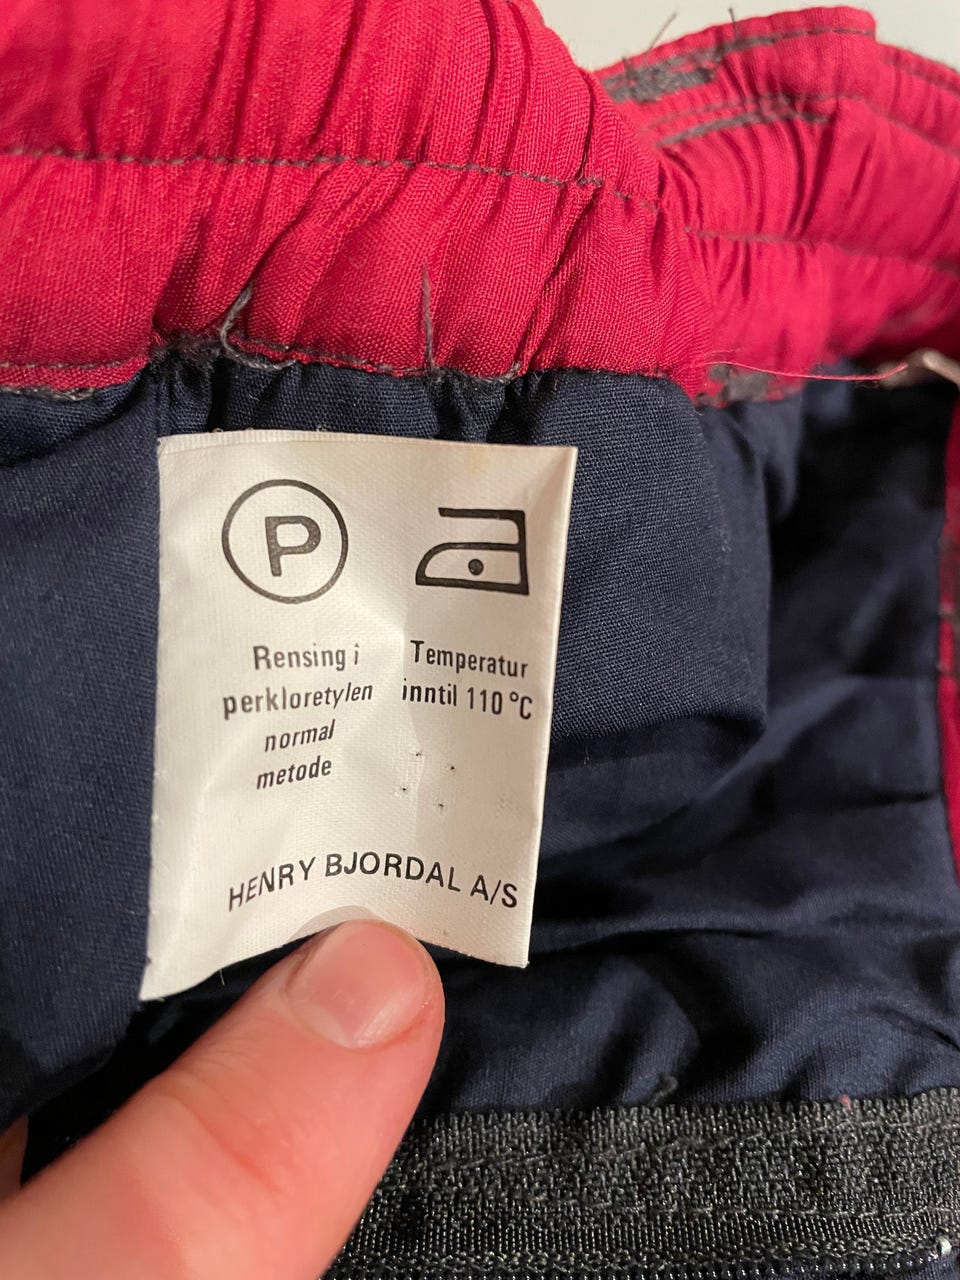 P
Rensing i
perkloretylen
normal
metode
Temperatur
inntil 110 °C
HENRY BJORDAL A/S